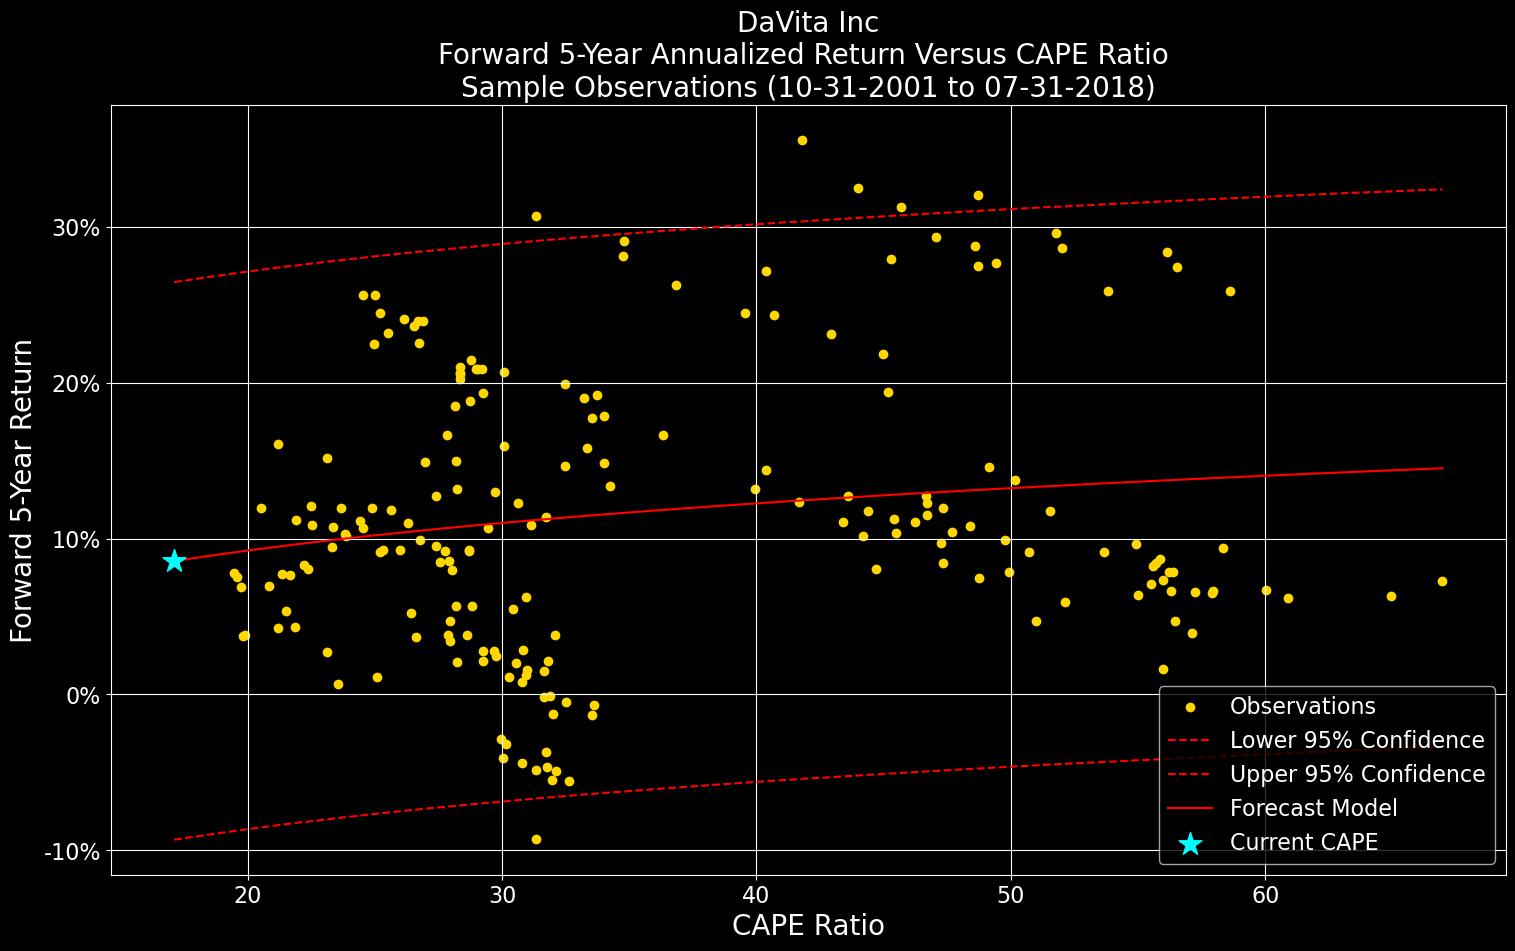 DaVita Inc
Forward 5-Year Annualized Return Versus CAPE Ratio
Sample Observations (10-31-2001 to 07-31-2018)
Forward 5-Year Return
30%
20%
10%
0%
-10%
20 30 40 50 60
CAPE Ratio
Observations
Lower 95% Confidence
Upper 95% Confidence
Forecast Model
Current CAPE